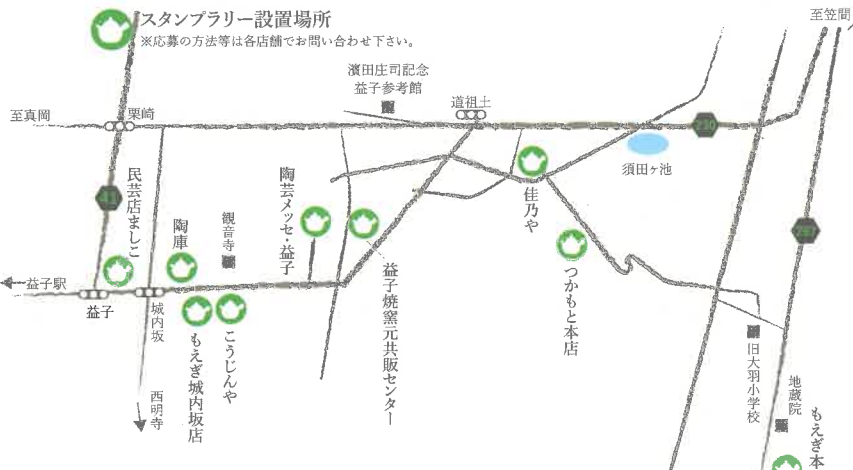 スタンプラリー設置場所
※応募の方法等は各店舗でお問い合わせ下さい。
至笠間
濱田庄司記念
益子参考館
道祖土
至真岡
栗崎
230
須田ヶ池
41
民芸店ましこ
陶庫
観音寺
陶芸メッセ・益子
佳乃や
つかもと本店
益子駅
益子
城内坂
西明寺
もえぎ城内坂店
こうじんや
益子焼窯元共販センター
旧大羽小学校
地蔵院
もえぎ本